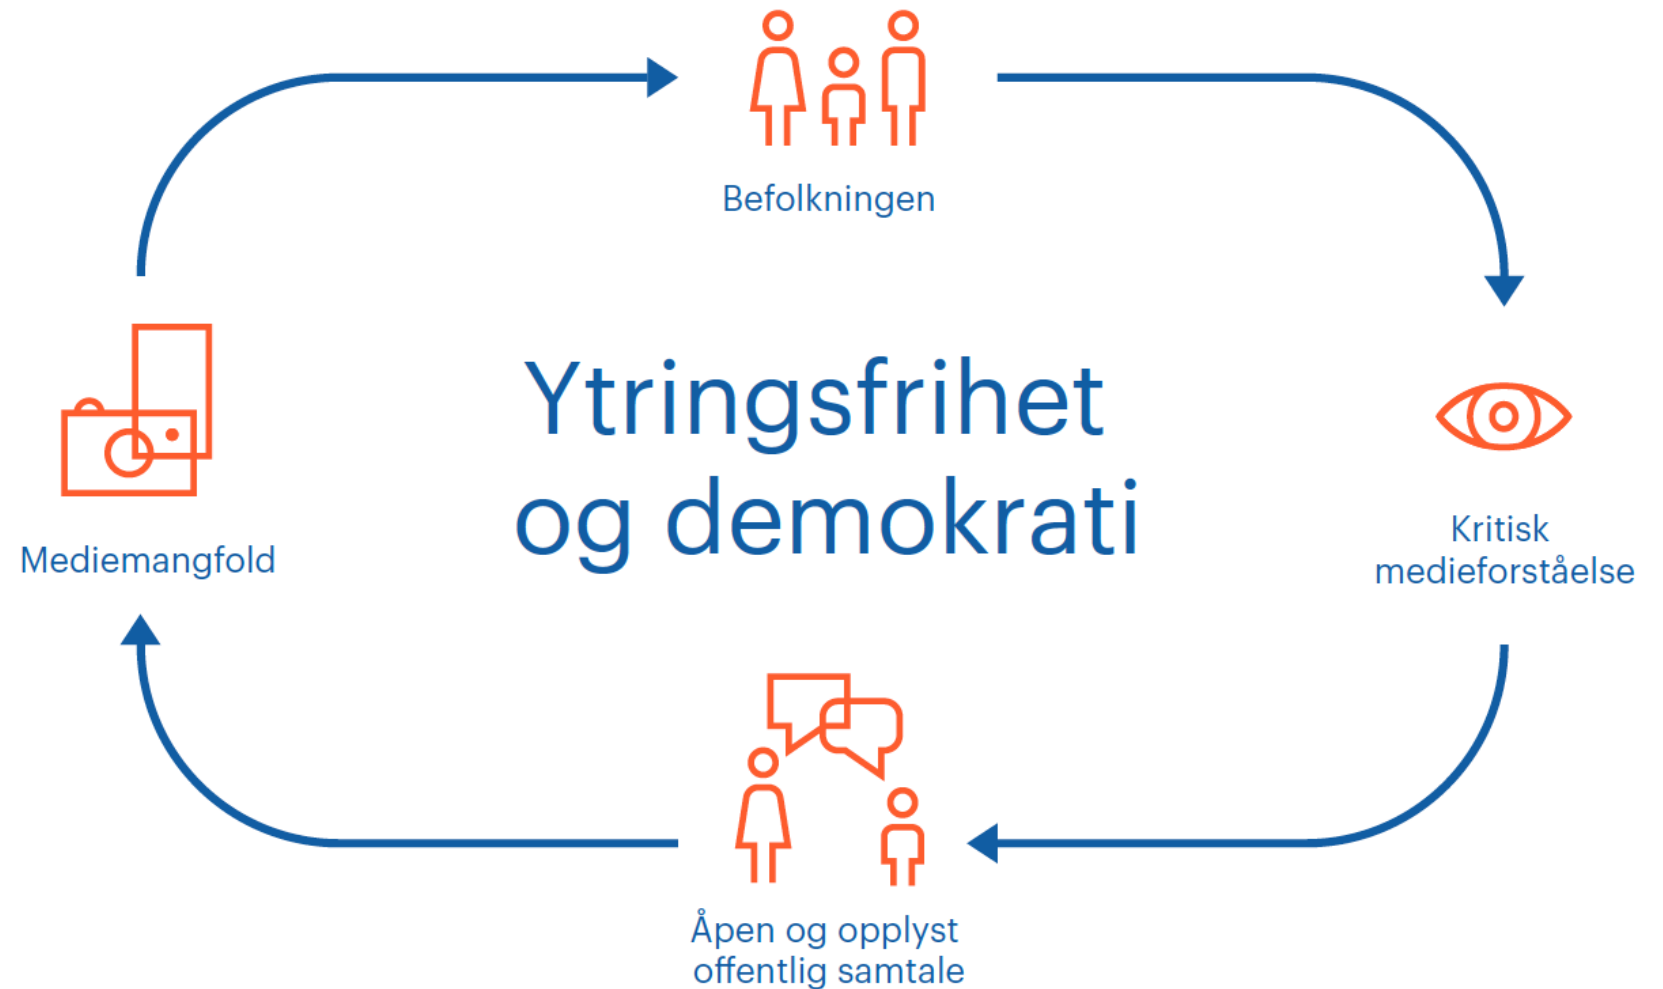 Befolkningen
Ytringsfrihet
og demokrati
Mediemangfold
Kritisk
medieforståelse
Åpen og opplyst
offentlig samtale